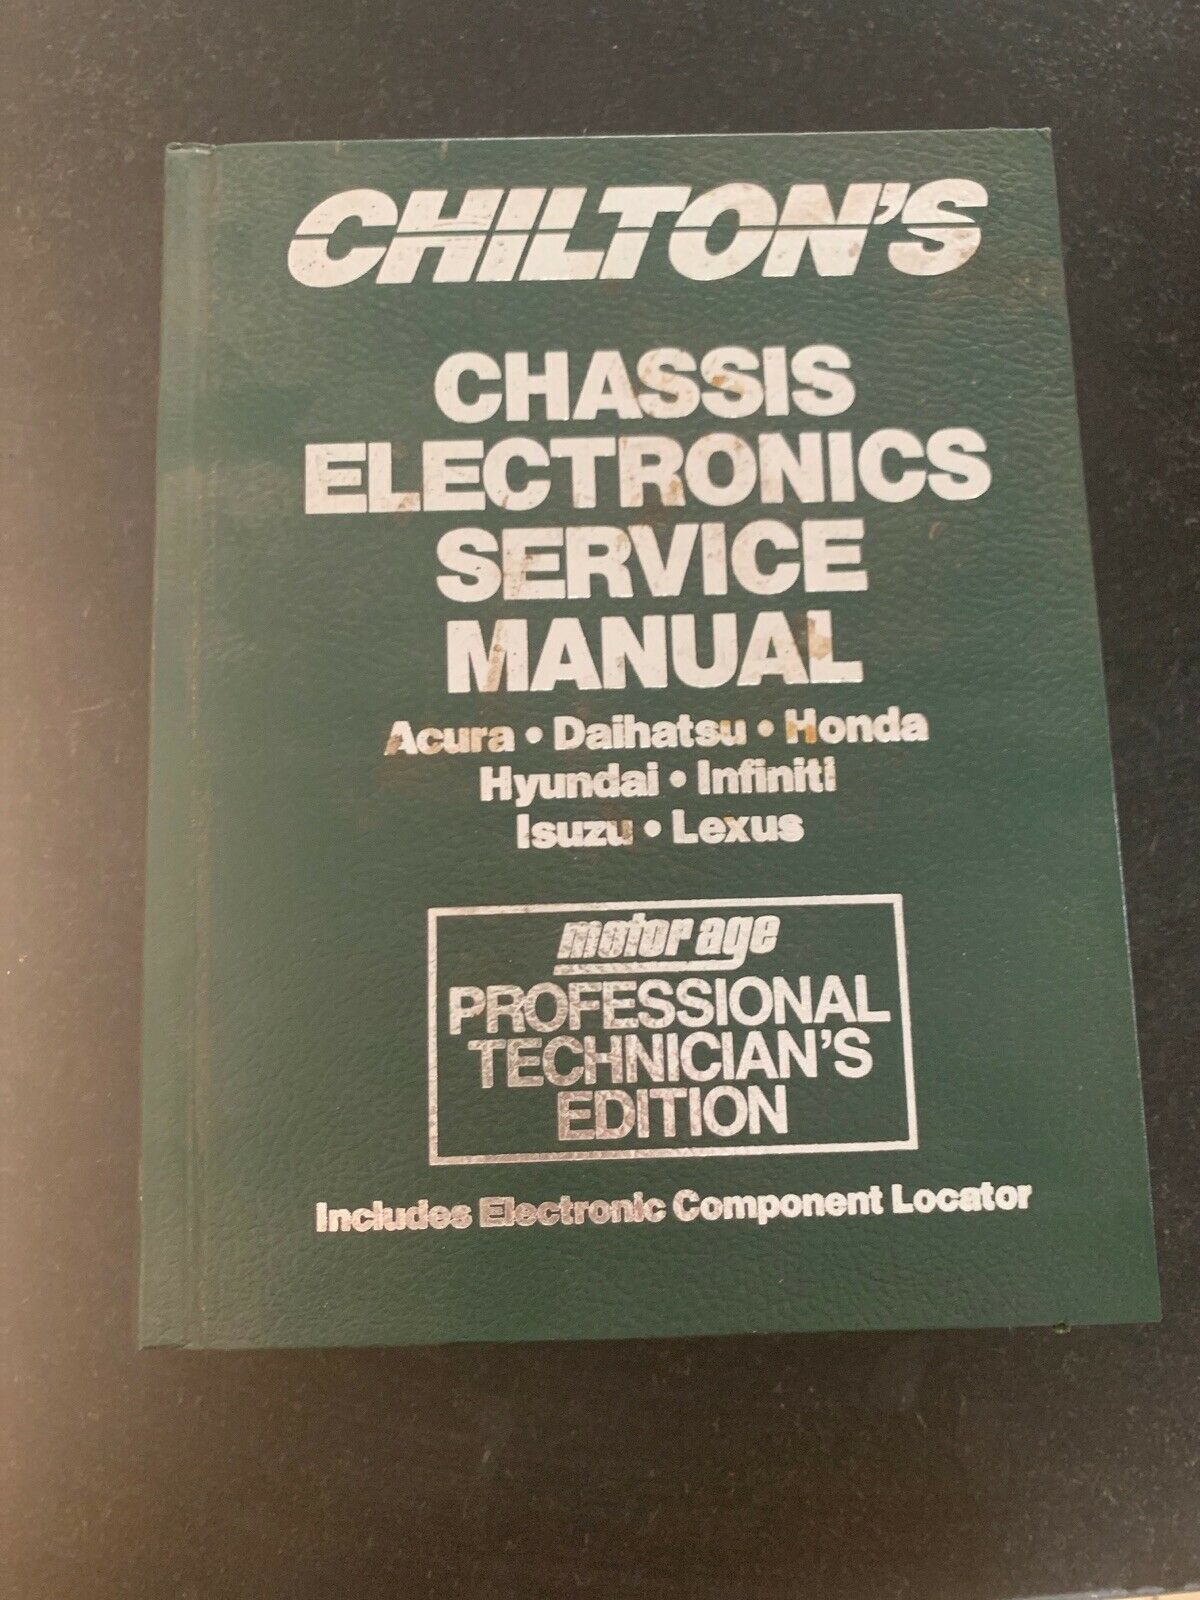 CHILTON'S
CHASSIS
ELECTRONICS
SERVICE
MANUAL
Acura • Daihatsu • Honda
Hyundai • Infiniti
Isuzu • Lexus
motor age
PROFESSIONAL
TECHNICIAN'S
EDITION
Includes Electronic Component Locator